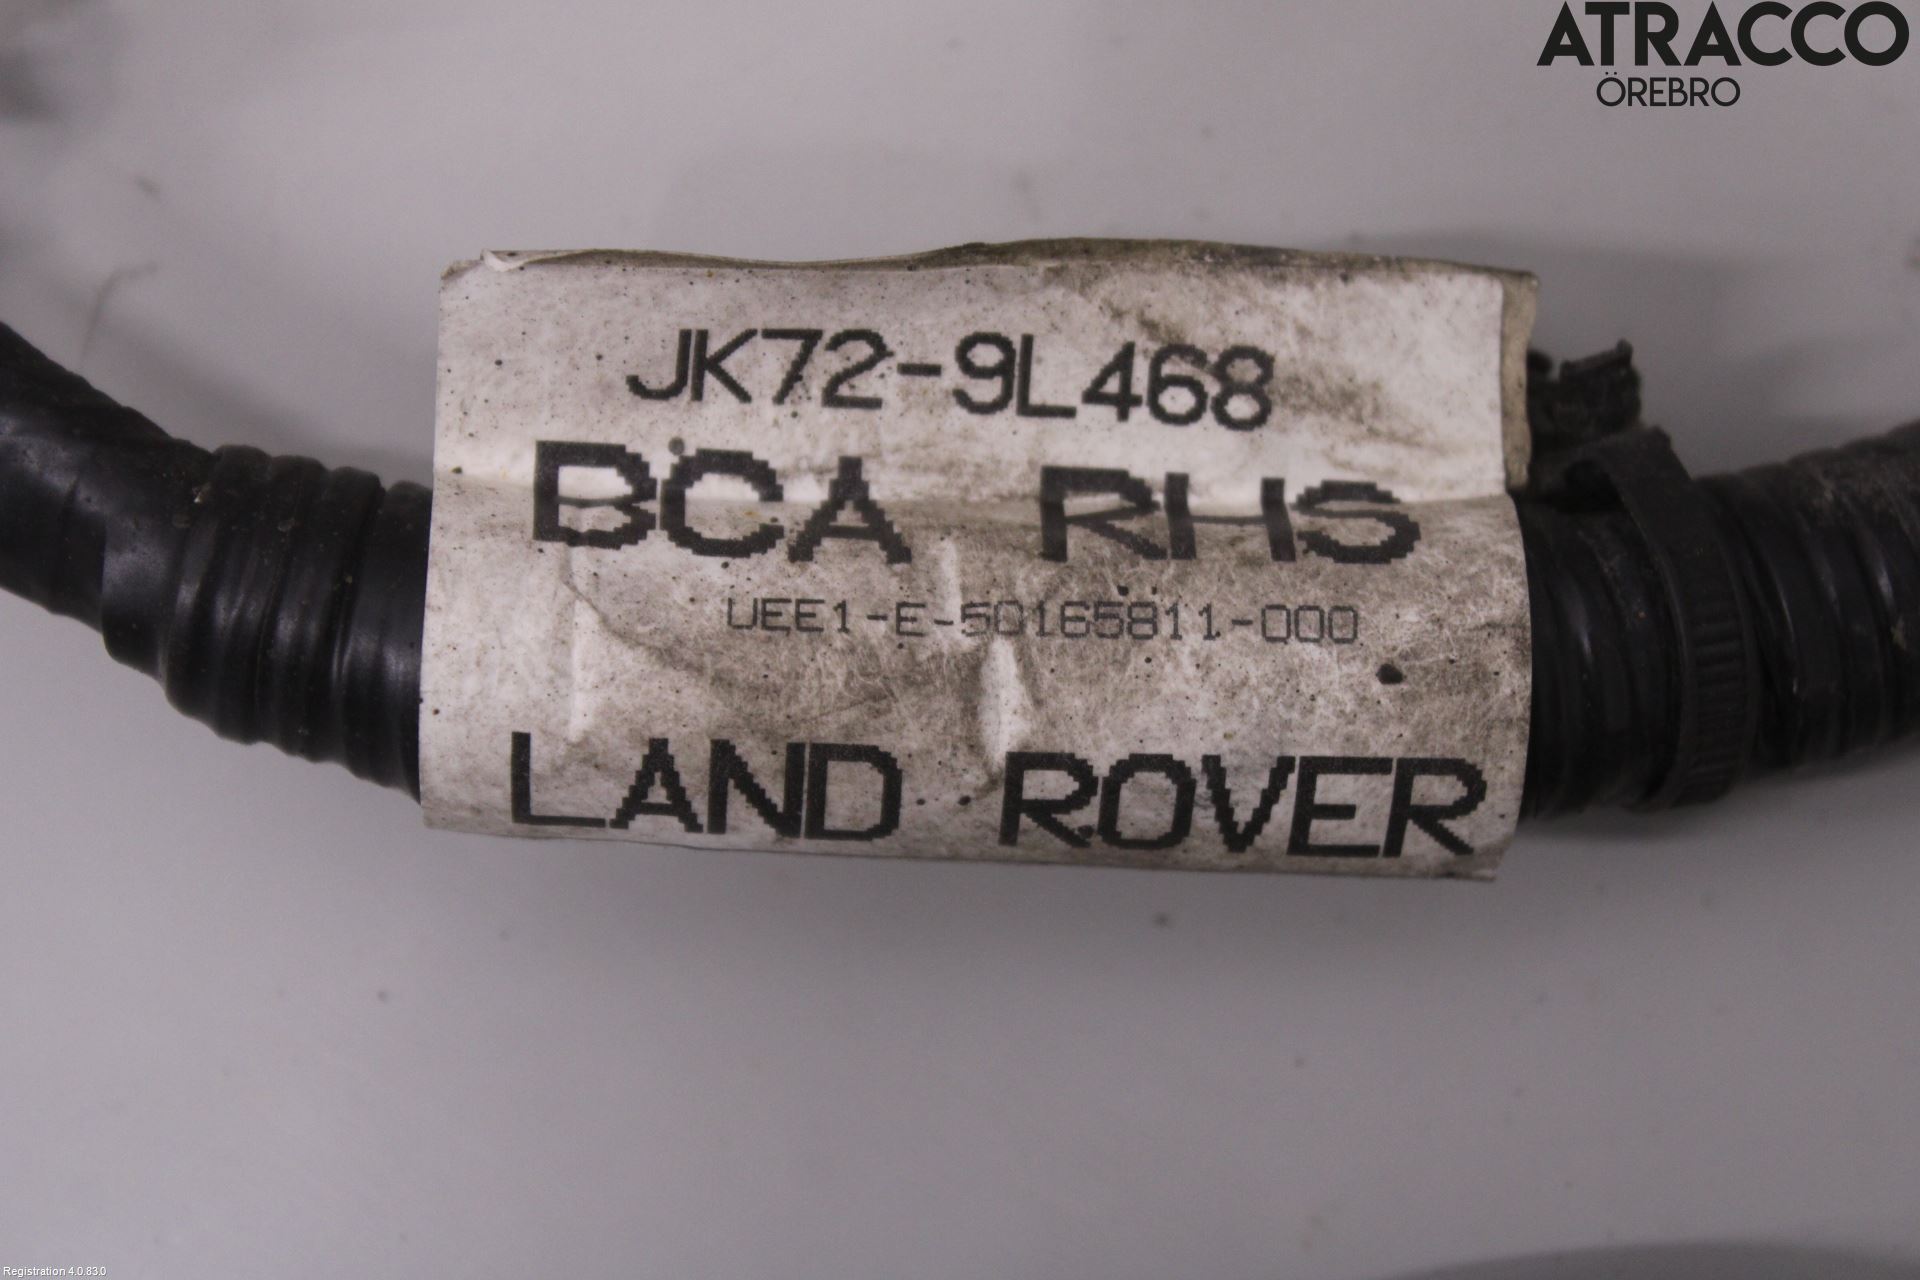 ATRACCO
ÖREBRO
JK72-9L468
BCA RHS
UEE1-E-50165811-000
LAND ROVER
Registration 4.0.83.0